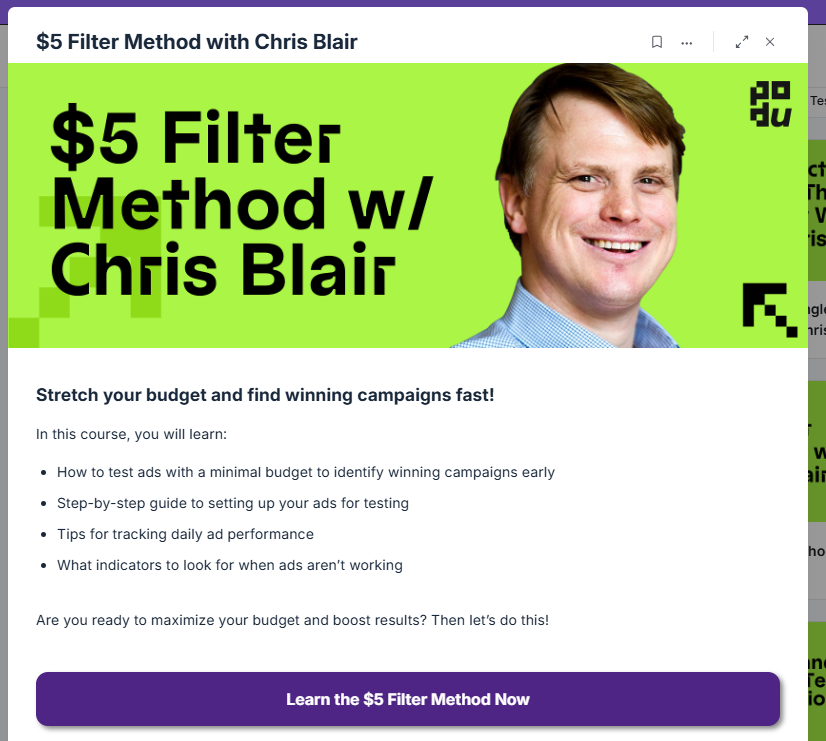 $5 Filter Method with Chris Blair
$5 Filter
Method w/
Chris Blair
podu
Stretch your budget and find winning campaigns fast!
In this course, you will learn:
How to test ads with a minimal budget to identify winning campaigns early
Step-by-step guide to setting up your ads for testing
Tips for tracking daily ad performance
What indicators to look for when ads aren’t working
Are you ready to maximize your budget and boost results? Then let’s do this!
Learn the $5 Filter Method Now